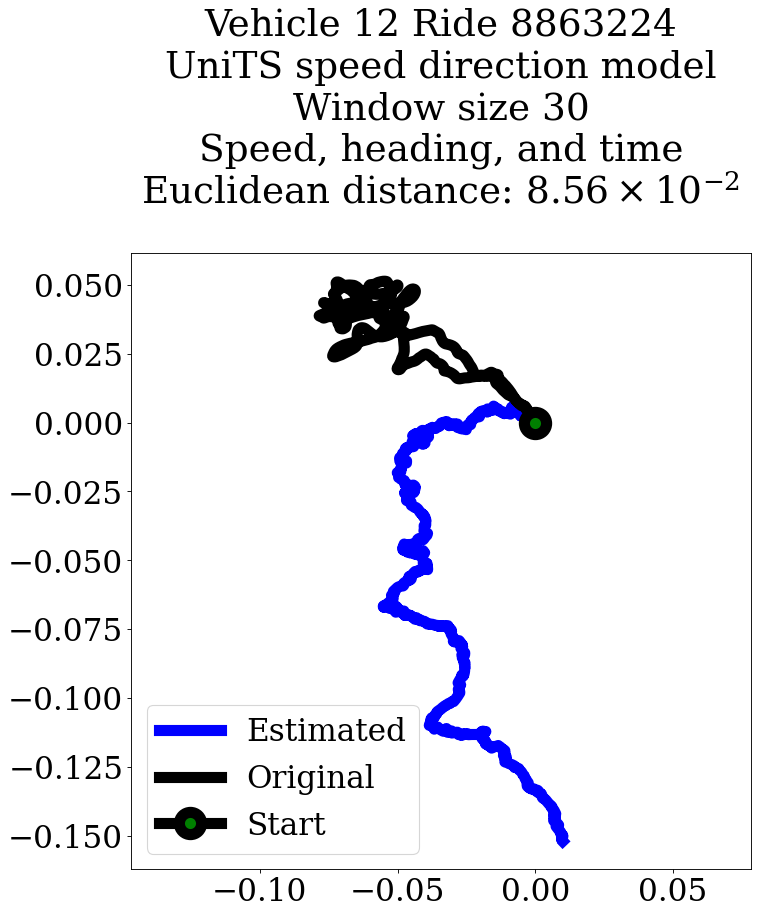 Vehicle 12 Ride 8863224
UniTS speed direction model
Window size 30
Speed, heading, and time
Euclidean distance: 8.56 × 10⁻²
0.050
0.025
0.000
−0.025
−0.050
−0.075
−0.100
−0.125
−0.150
Estimated
Original
Start
−0.10 −0.05 0.00 0.05